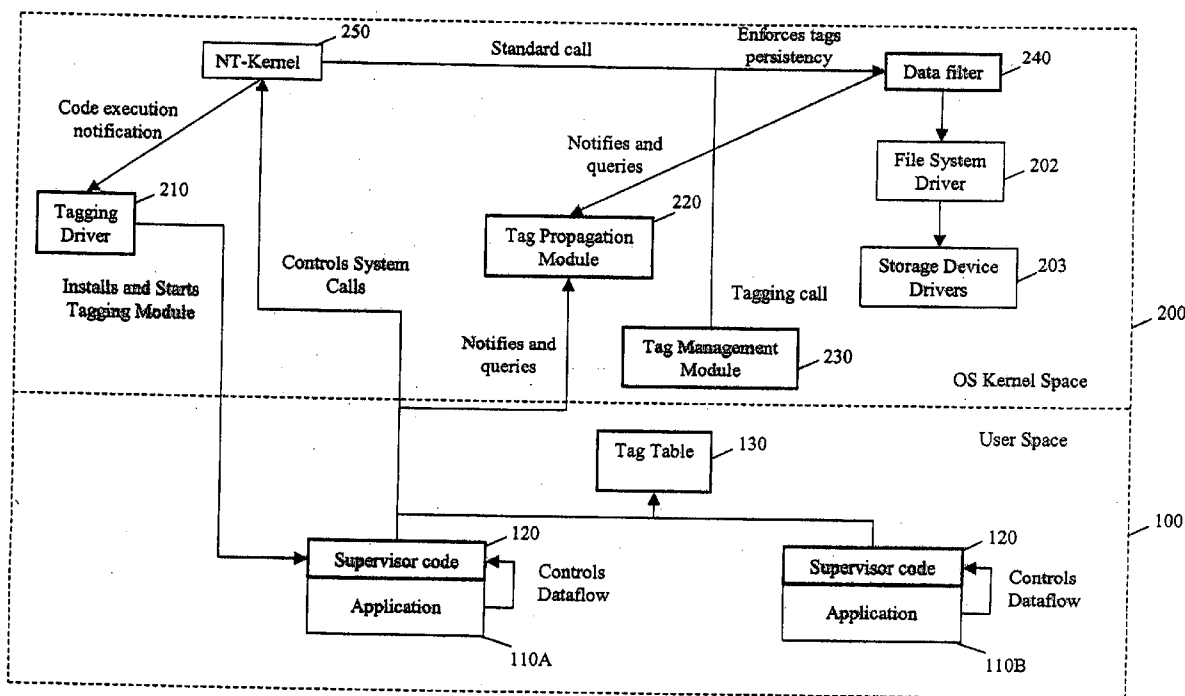 250
NT-Kernel
Standard call
Enforces tags
persistency
Data filter
240
Code execution
notification
Notifies and
queries
File System
Driver
202
210
Tagging
Driver
220
Tag Propagation
Module
Storage Device
Drivers
203
Controls System
Calls
Installs and Starts
Tagging Module
Tagging call
200
Notifies and
queries
Tag Management
Module
230
OS Kernel Space
User Space
Tag Table
130
100
120
Supervisor code
Application
Controls
Dataflow
110A
120
Supervisor code
Application
Controls
Dataflow
110B